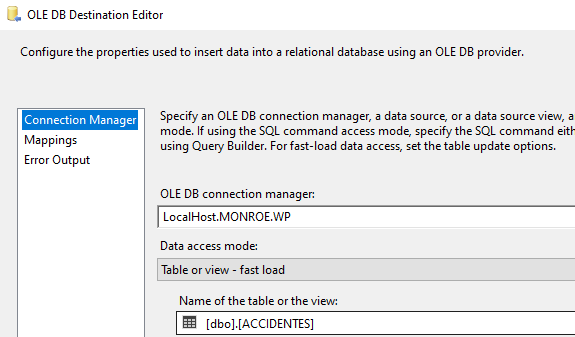 OLE DB Destination Editor
Configure the properties used to insert data into a relational database using an OLE DB provider.
Connection Manager
Mappings
Error Output
Specify an OLE DB connection manager, a data source, or a data source view, a
mode. If using the SQL command access mode, specify the SQL command eit
using Query Builder. For fast-load data access, set the table update options.
OLE DB connection manager:
LocalHost.MONROE.WP
Data access mode:
Table or view - fast load
Name of the table or the view:
[dbo].[ACCIDENTES]